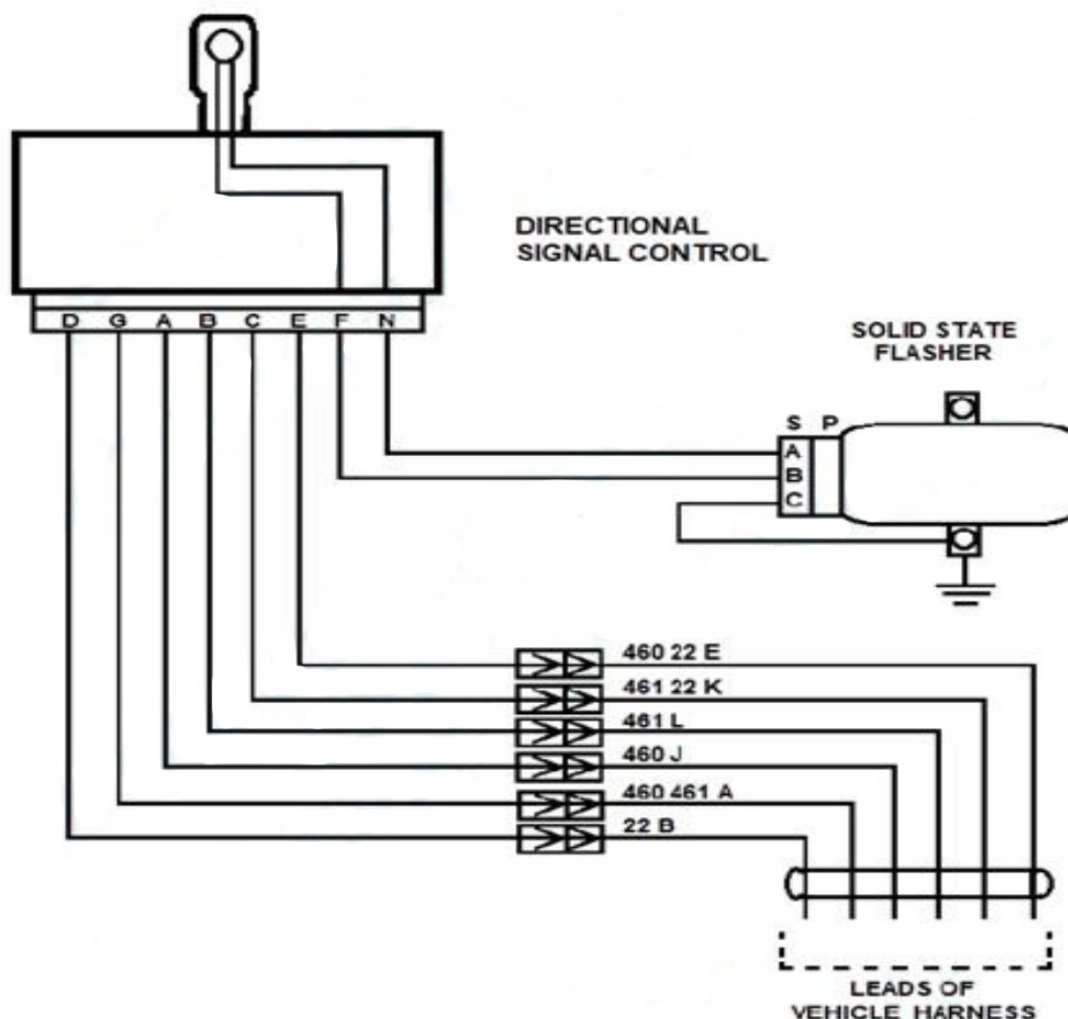 DIRECTIONAL
SIGNAL CONTROL
D G A B C E F N
SOLID STATE
FLASHER
S P
A
B
C
460 22 E
461 22 K
461 L
460 J
460 461 A
22 B
LEADS OF
VEHICLE HARNESS